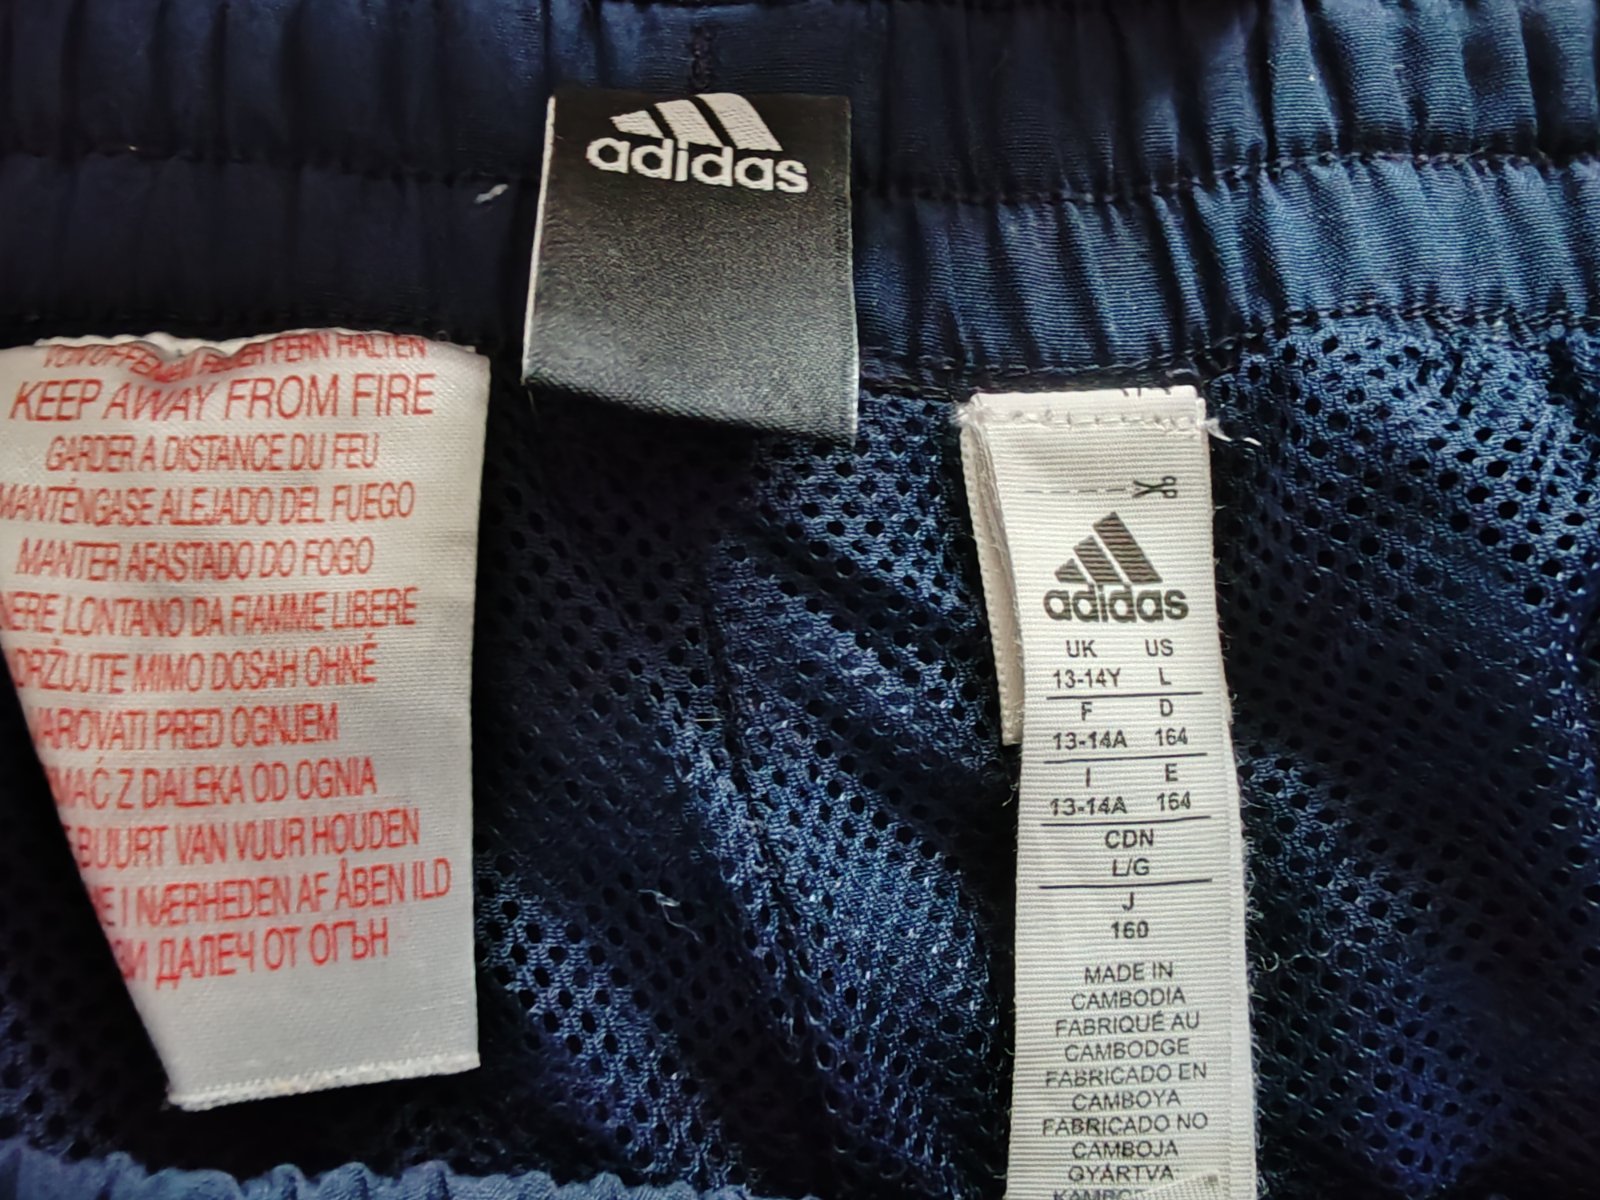 adidas
FERN HALTEN
KEEP AWAY FROM FIRE
GARDER A DISTANCE DU FEU
MANTÉNGASE ALEJADO DEL FUEGO
MANTER AFASTADO DO FOGO
LONTANO DA FIAMME LIBERE
MIMO DOSAH OHNĚ
PRED OGNJEM
Z DALEKA OD OGNIA
BUURT VAN VUUR HOUDEN
I NÆRHEDEN AF ÅBEN ILD
ДАЛЕЧ ОТ ОГЪН
adidas
UK US
13-14Y L
F D
13-14A 164
I E
13-14A 164
CDN
L/G
J
160
MADE IN
CAMBODIA
FABRIQUÉ AU
CAMBODGE
FABRICADO EN
CAMBOYA
FABRICADO NO
CAMBOJA
GYÁRTVA: